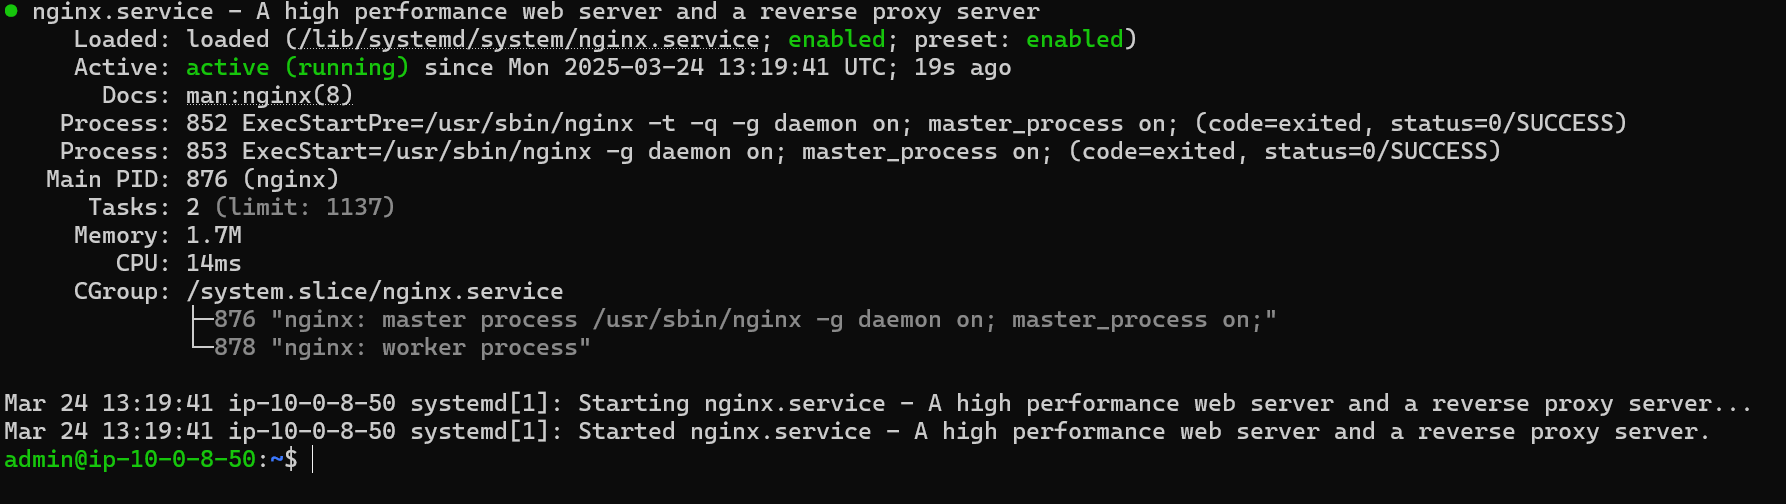 ● nginx.service - A high performance web server and a reverse proxy server
     Loaded: loaded (/lib/systemd/system/nginx.service; enabled; preset: enabled)
     Active: active (running) since Mon 2025-03-24 13:19:41 UTC; 19s ago
       Docs: man:nginx(8)
    Process: 852 ExecStartPre=/usr/sbin/nginx -t -q -g daemon on; master_process on; (code=exited, status=0/SUCCESS)
    Process: 853 ExecStart=/usr/sbin/nginx -g daemon on; master_process on; (code=exited, status=0/SUCCESS)
   Main PID: 876 (nginx)
      Tasks: 2 (limit: 1137)
     Memory: 1.7M
        CPU: 14ms
     CGroup: /system.slice/nginx.service
             ├─876 "nginx: master process /usr/sbin/nginx -g daemon on; master_process on;"
             └─878 "nginx: worker process"

Mar 24 13:19:41 ip-10-0-8-50 systemd[1]: Starting nginx.service - A high performance web server and a reverse proxy server...
Mar 24 13:19:41 ip-10-0-8-50 systemd[1]: Started nginx.service - A high performance web server and a reverse proxy server.
admin@ip-10-0-8-50:~$